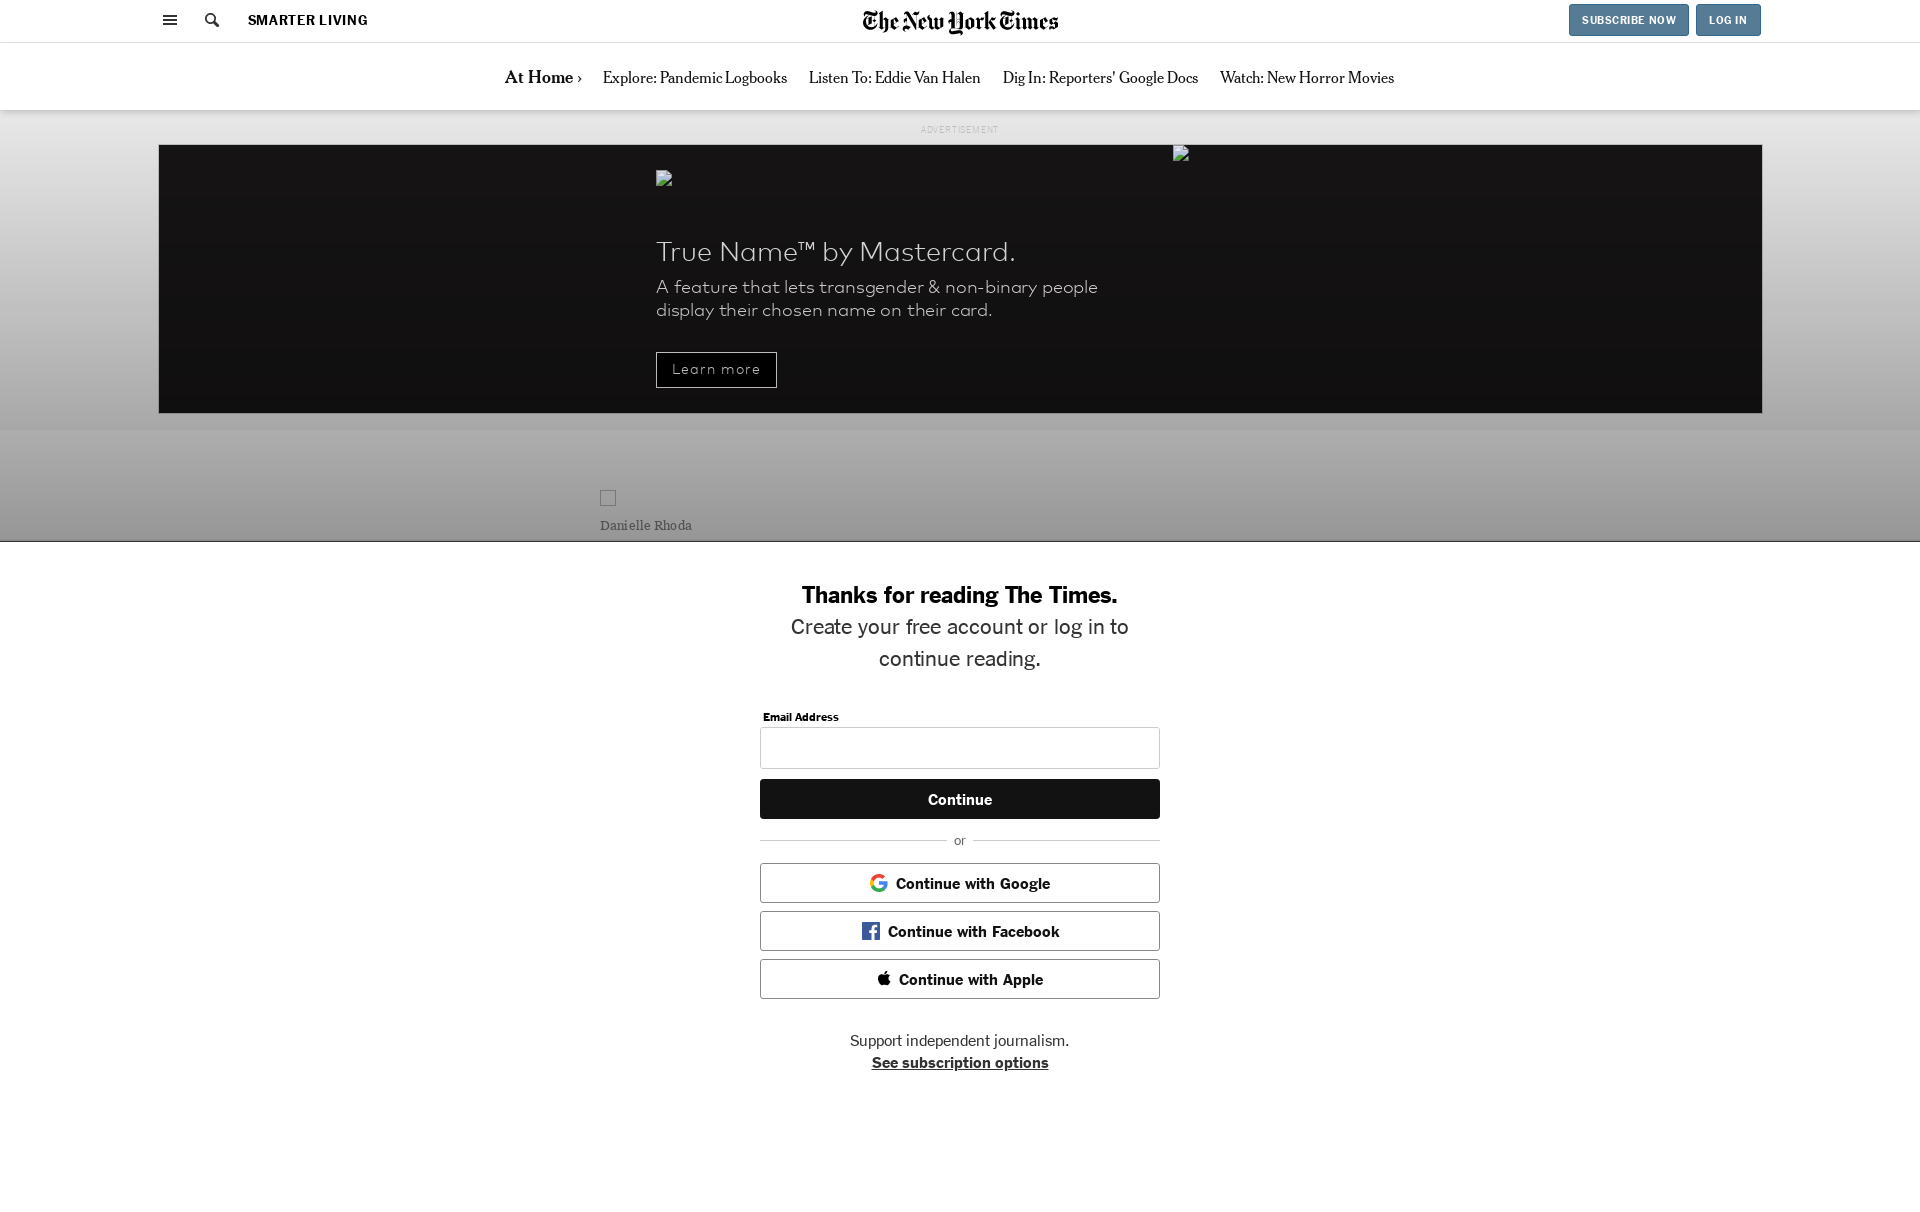 SMARTER LIVING
The New York Times
SUBSCRIBE NOW
LOG IN
At Home ›
Explore: Pandemic Logbooks
Listen To: Eddie Van Halen
Dig In: Reporters' Google Docs
Watch: New Horror Movies
ADVERTISEMENT
True Name™ by Mastercard.
A feature that lets transgender & non-binary people
display their chosen name on their card.
Learn more
Danielle Rhoda
Thanks for reading The Times.
Create your free account or log in to
continue reading.
Email Address
Continue
or
Continue with Google
Continue with Facebook
Continue with Apple
Support independent journalism.
See subscription options